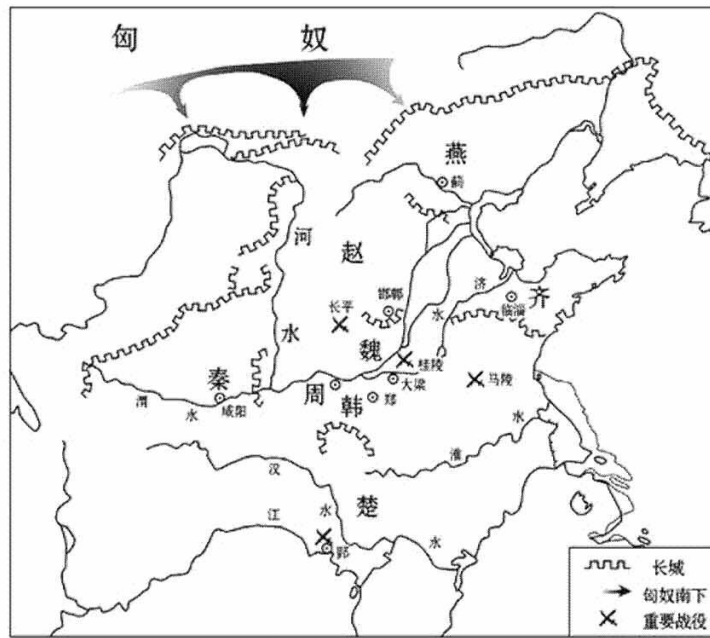 匈 奴
燕
蓟
河
赵
邯郸
济
齐
临淄
长平
水
水
魏
桂陵
秦
大梁
马陵
周 韩
郑
渭
水
咸阳
水
淮
汉
江
水
楚
水
郢
长城
匈奴南下
重要战役